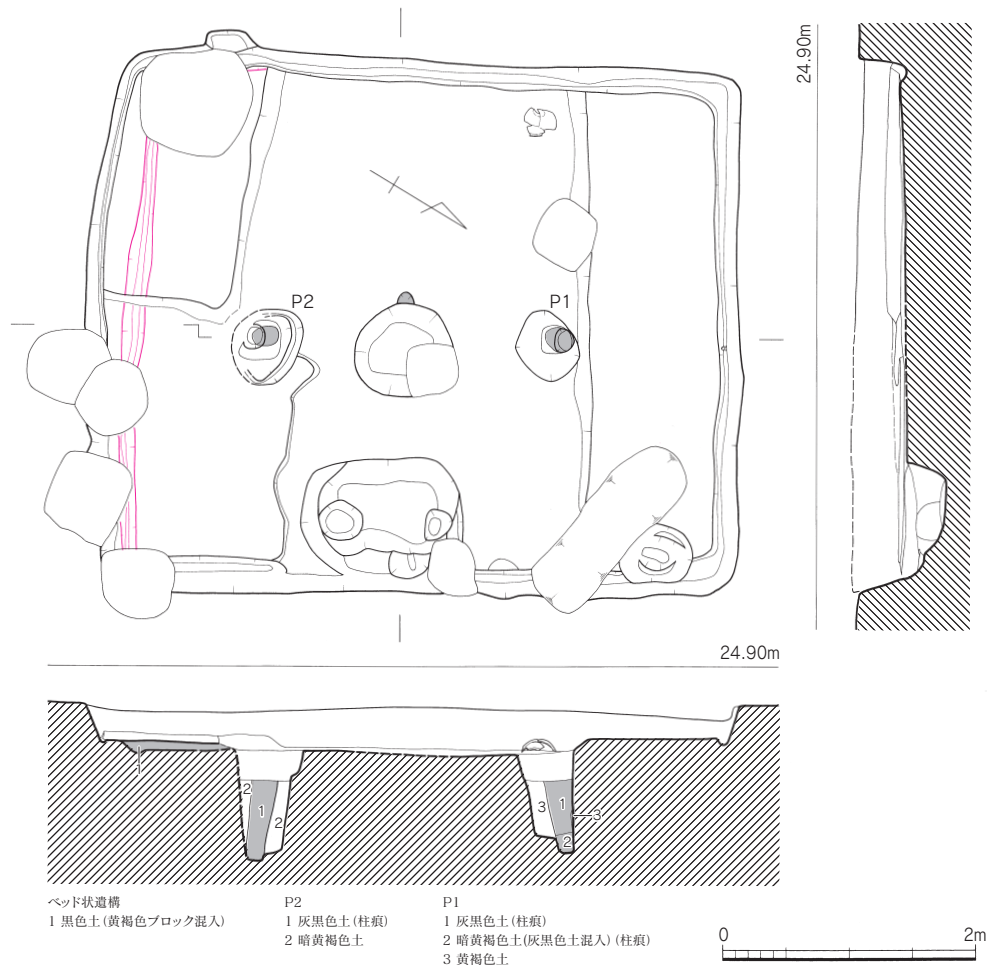 24.90m
P2
P1
24.90m
1
2
1
2
3
1
3
2
ベッド状遺構
1 黒色土(黄褐色ブロック混入)
P2
1 灰黒色土(柱痕)
2 暗黄褐色土
P1
1 灰黒色土(柱痕)
2 暗黄褐色土(灰黒色土混入)(柱痕)
3 黄褐色土
0
2m